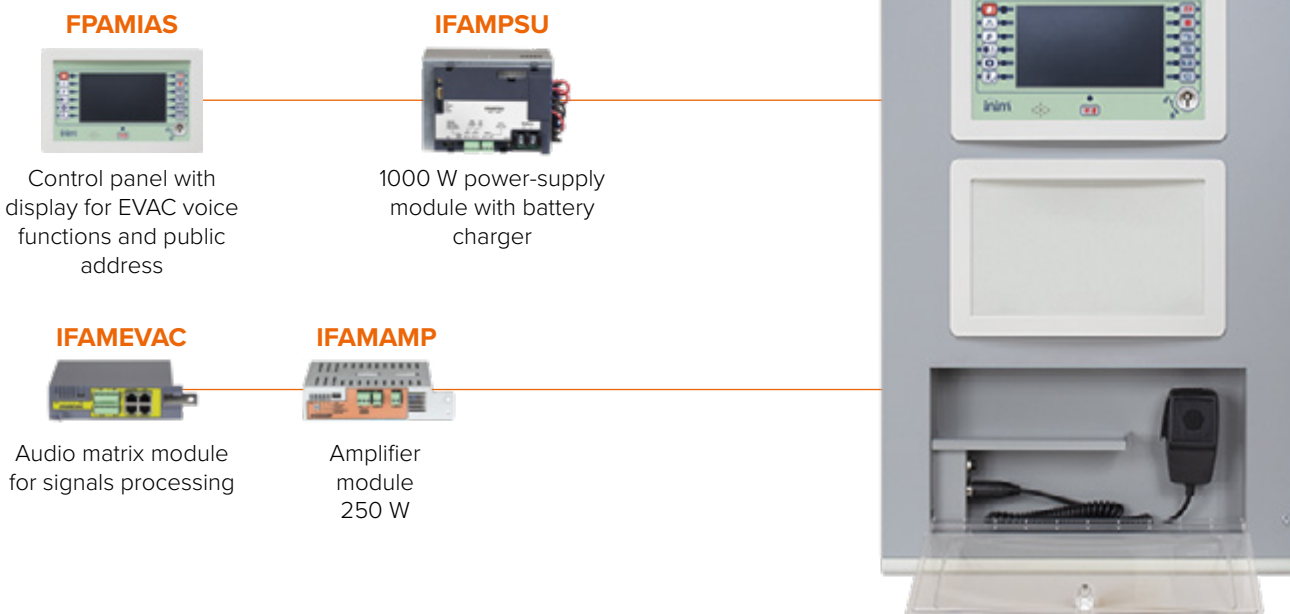 FPAMIAS
IFAMPSU
Control panel with
display for EVAC voice
functions and public
address
1000 W power-supply
module with battery
charger
inim
inim
IFAMEVAC
IFAMAMP
Audio matrix module
for signals processing
Amplifier
module
250 W